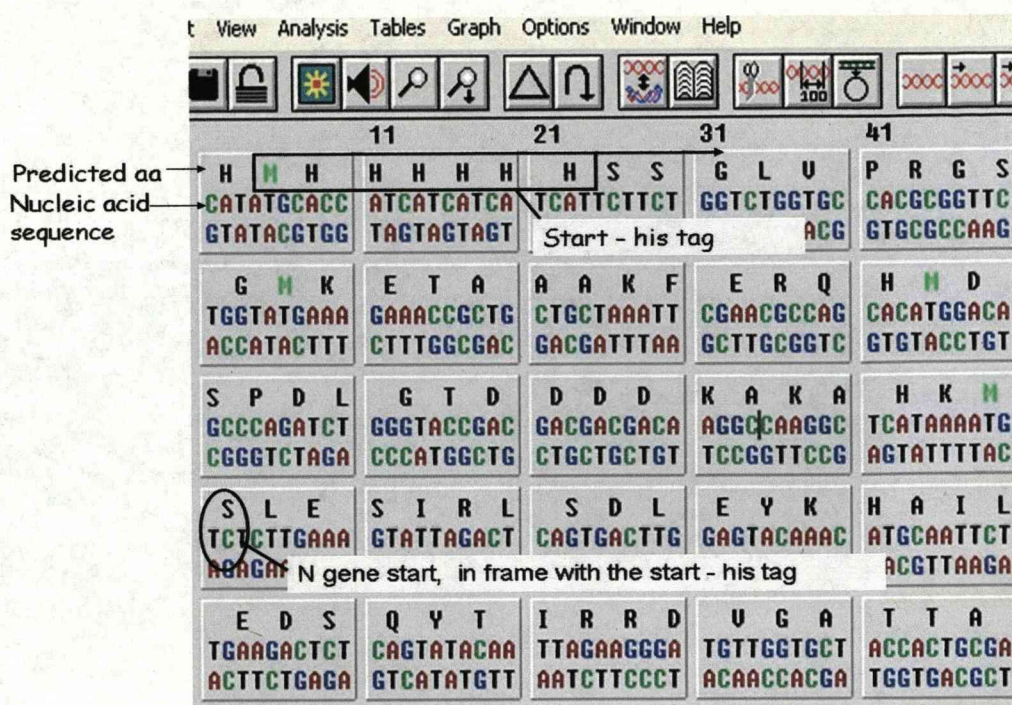 t View Analysis Tables Graph Options Window Help
100
11 21 31 41
Predicted aa
H M H H H H H H S S G L V P R G S
Nucleic acid sequence
CATATGCACC ATCATCATCA TCATTCTTCT GGTCTGGTGC CACGCGGTTC
GTATACGTGG TAGTAGTAGT ACG GTGCGCCAAG
Start - his tag
G M K E T A A A K F E R Q H M D
TGGTATGAAA GAAACCGCTG CTGCTAAATT CGAACGCCAG CACATGGACA
ACCATACTTT CTTTGGCGAC GACGATTTAA GCTTGCGGTC GTGTACCTGT
S P D L G T D D D D K A K A H K M
GCCCAGATCT GGGTACCGAC GACGACGACA AGGCCAAGGC TCATAAAATG
CGGGTCTAGA CCCATGGCTG CTGCTGCTGT TCCGGTTCCG AGTATTTTAC
S L E S I R L S D L E Y K H A I L
TCTCTTGAAA GTATTAGACT CAGTGACTTG GAGTACAAAC ATGCAATTCT
AGAGA ACGTTAAGA
N gene start, in frame with the start - his tag
E D S Q Y T I R R D V G A T T A
TGAAGACTCT CAGTATACAA TTAGAAGGGA TGTTGGTGCT ACCACTGCGA
ACTTCTGAGA GTCATATGTT AATCTTCCCT ACAACCACGA TGGTGACGCT